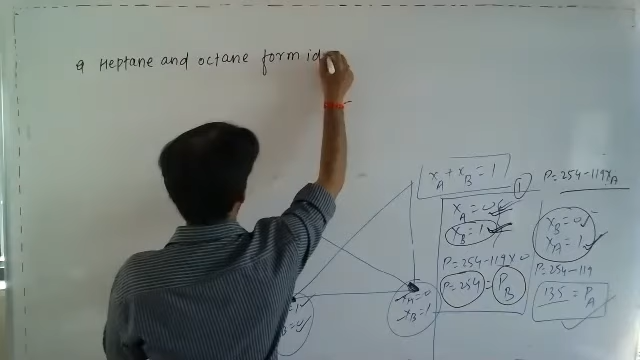 Q Heptane and octane form id
x_A + x_B = 1
①
P=254-119x_A
x_A = 0
x_B = 1
P=254-119×0
P=254 = P_B
x_B = 0
x_A = 1
P=254-119
135 = P_A
x_A=0
x_B=1